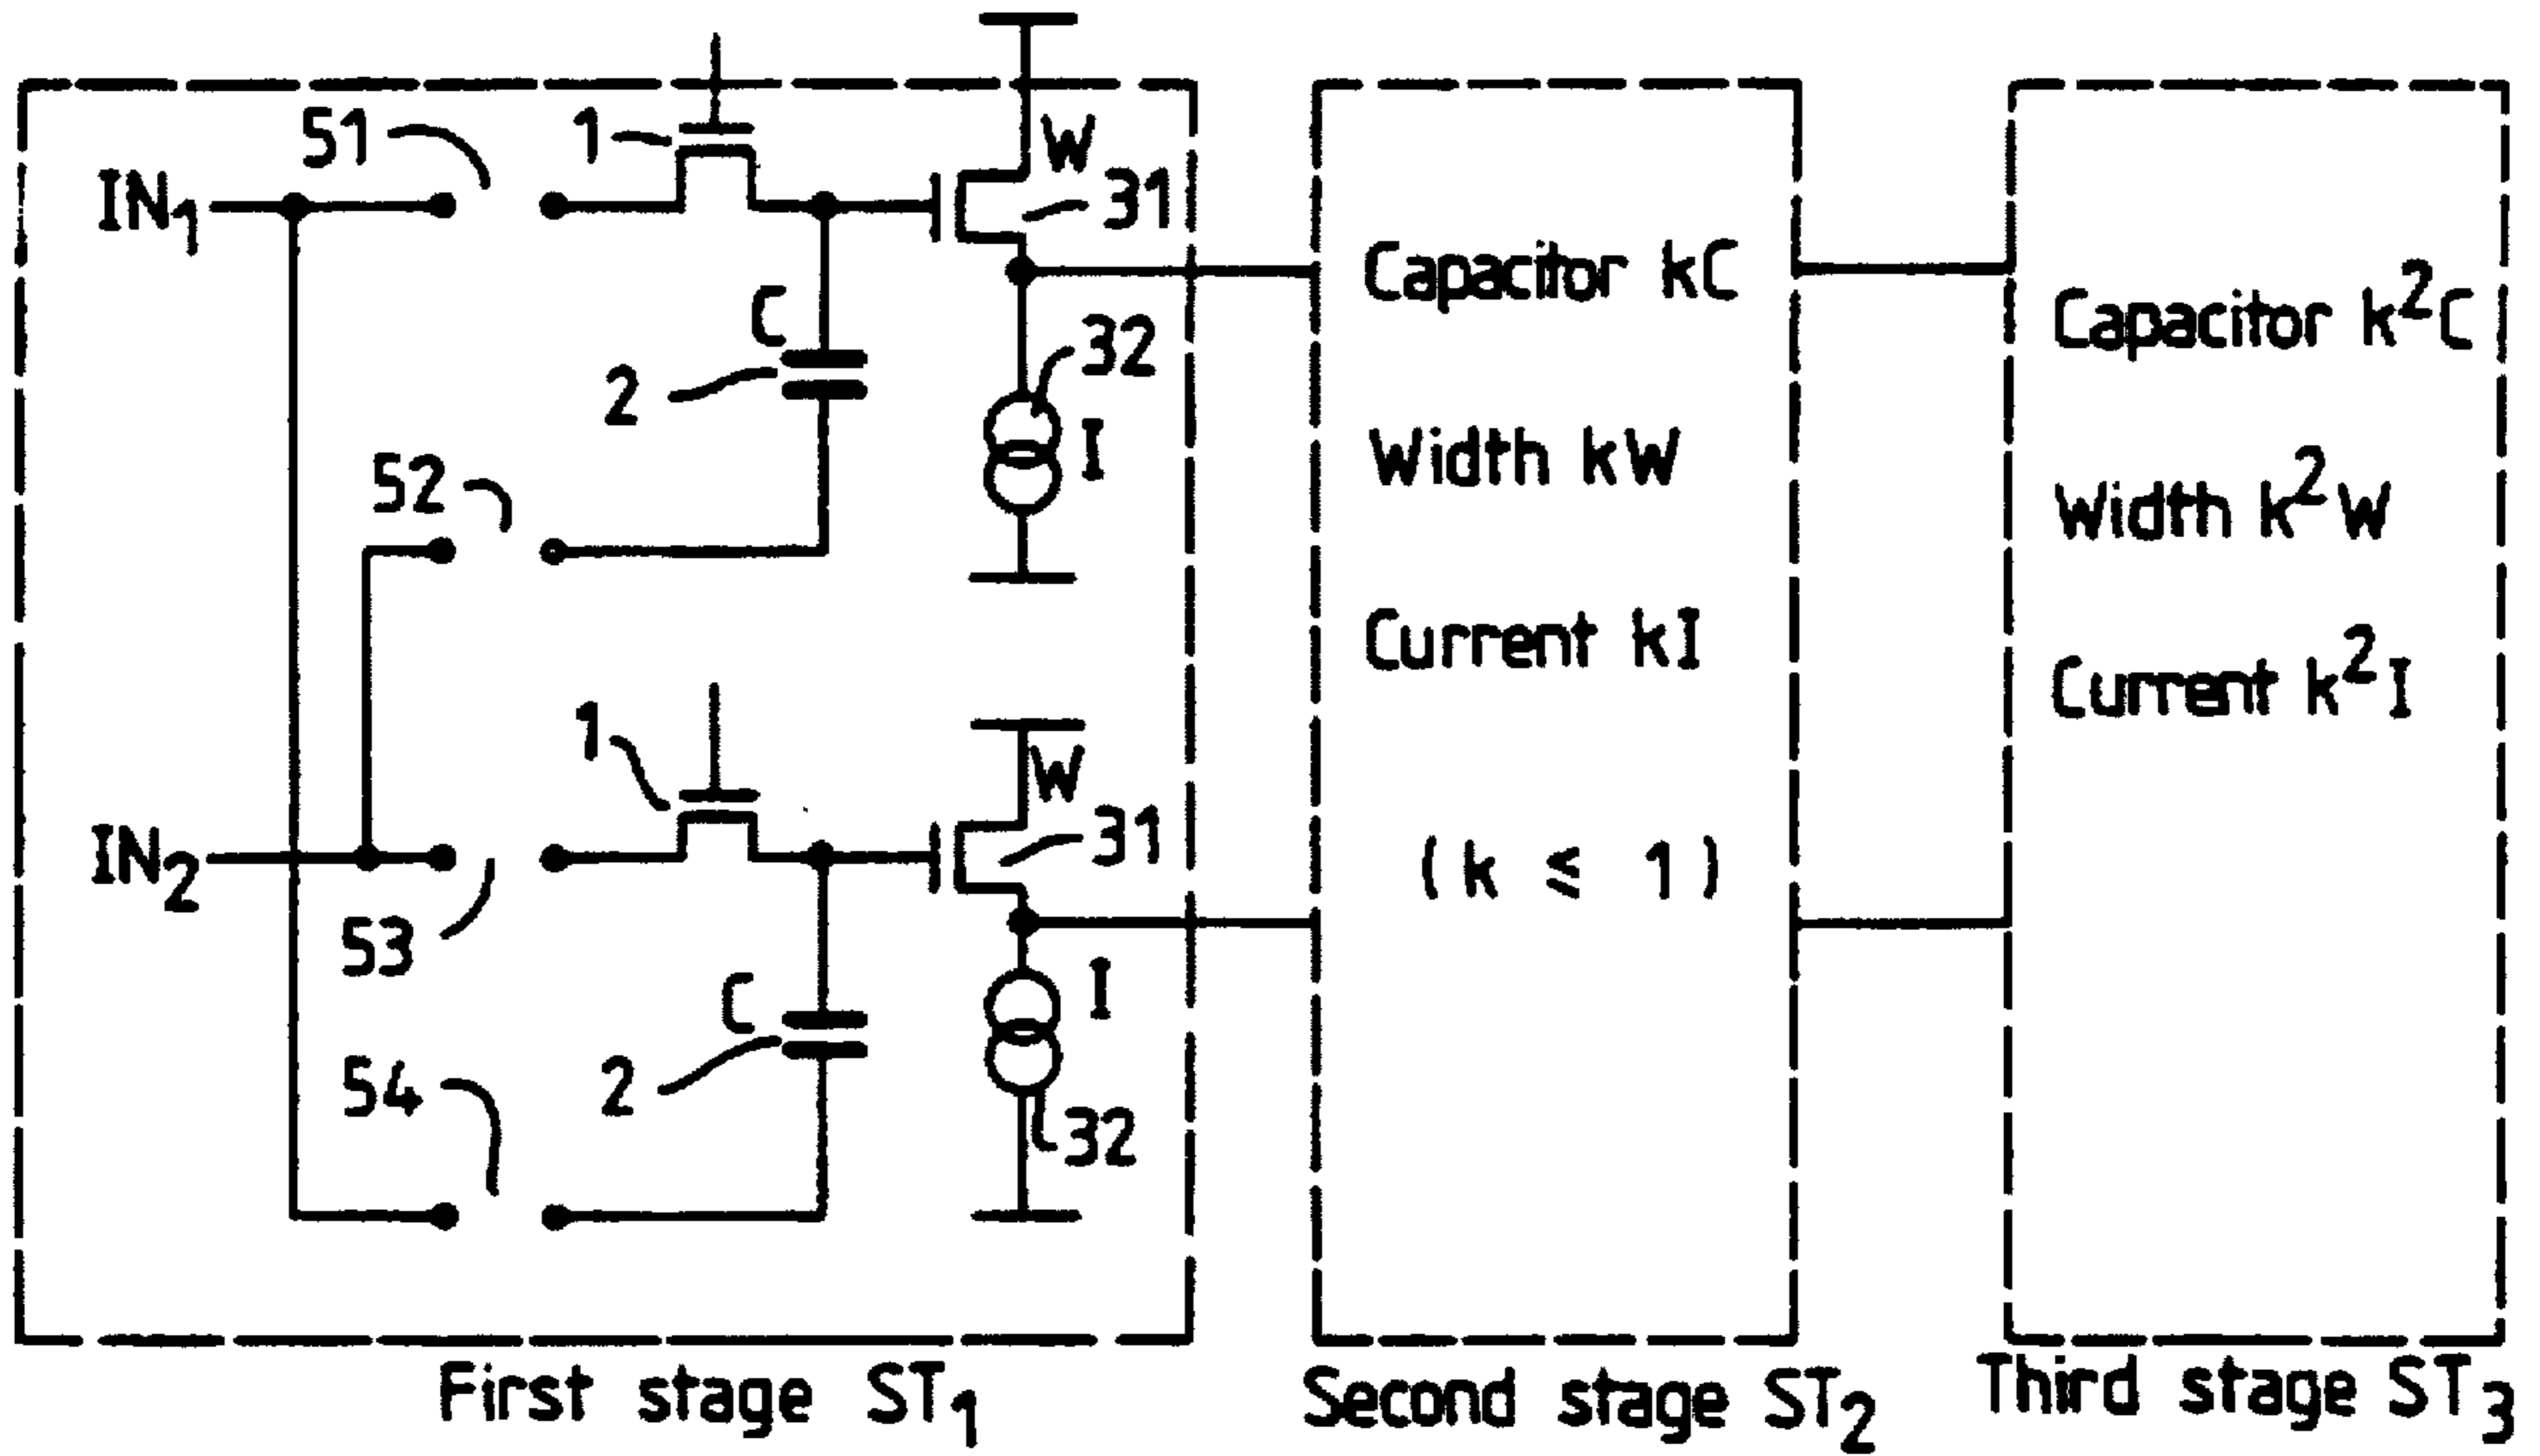 51
1
W
IN₁
31
C
2
32
I
52
1
W
IN₂
31
53
C
I
54
2
32
First stage ST₁
Capacitor kC
Width kW
Current kI
(k ≤ 1)
Second stage ST₂
Capacitor k²C
Width k²W
Current k²I
Third stage ST₃